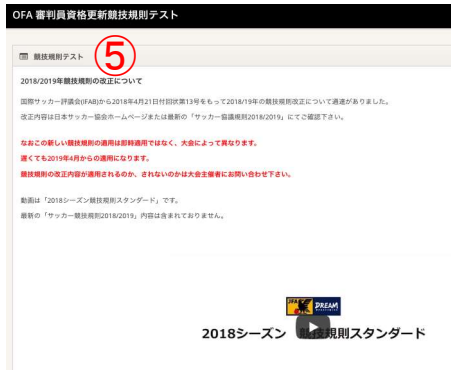 OFA 審判員資格更新競技規則テスト
競技規則テスト
⑤
2018/2019年競技規則の改正について
国際サッカー評議会(IFAB)から2018年4月21日付回状第13号をもって2018/19年の競技規則改正について通達がありました。
改正内容は日本サッカー協会ホームページまたは最新の「サッカー協議規則2018/2019」にてご確認下さい。
なおこの新しい競技規則の適用は即時適用ではなく、大会によって異なります。
遅くても2019年4月からの適用になります。
競技規則の改正内容が適用されるのか、されないのかは大会主催者にお問い合わせ下さい。
動画は「2018シーズン競技規則スタンダード」です。
最新の「サッカー競技規則2018/2019」内容は含まれておりません。
JFA DREAM
2018シーズン 競技規則スタンダード